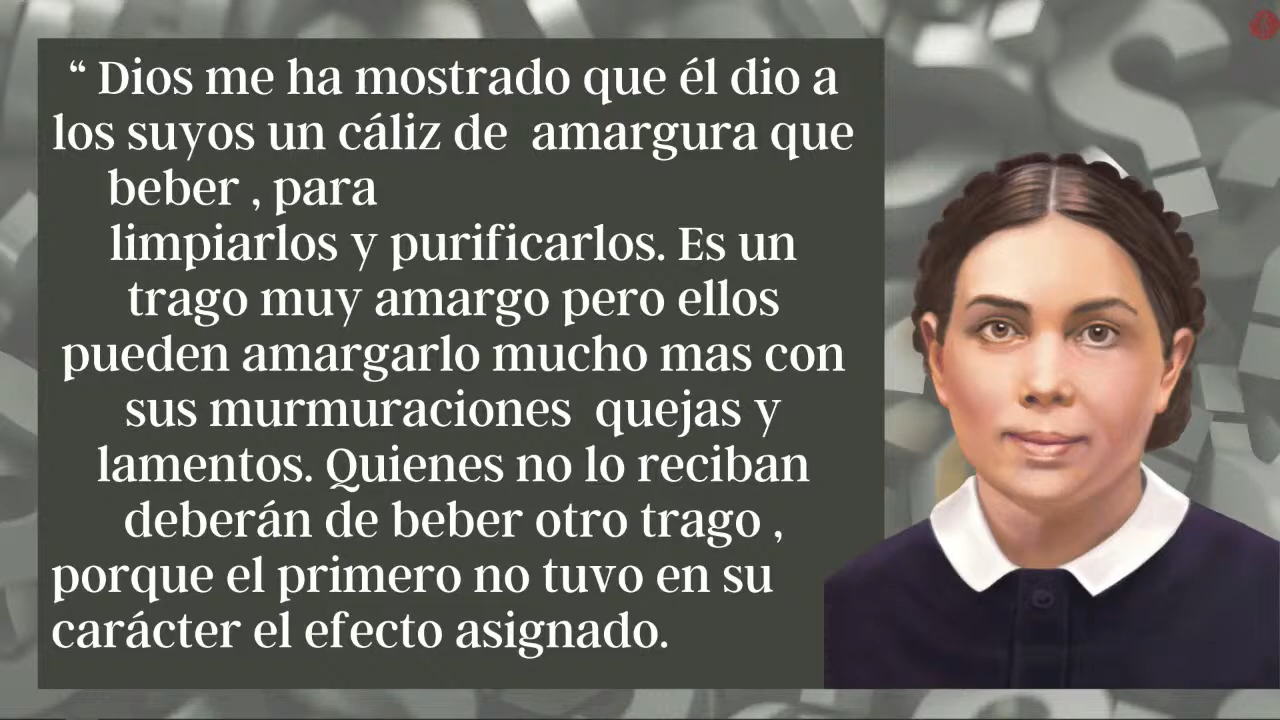 “ Dios me ha mostrado que él dio a
los suyos un cáliz de  amargura que
beber , para
limpiarlos y purificarlos. Es un
trago muy amargo pero ellos
pueden amargarlo mucho mas con
sus murmuraciones  quejas y
lamentos. Quienes no lo reciban
deberán de beber otro trago ,
porque el primero no tuvo en su
carácter el efecto asignado.